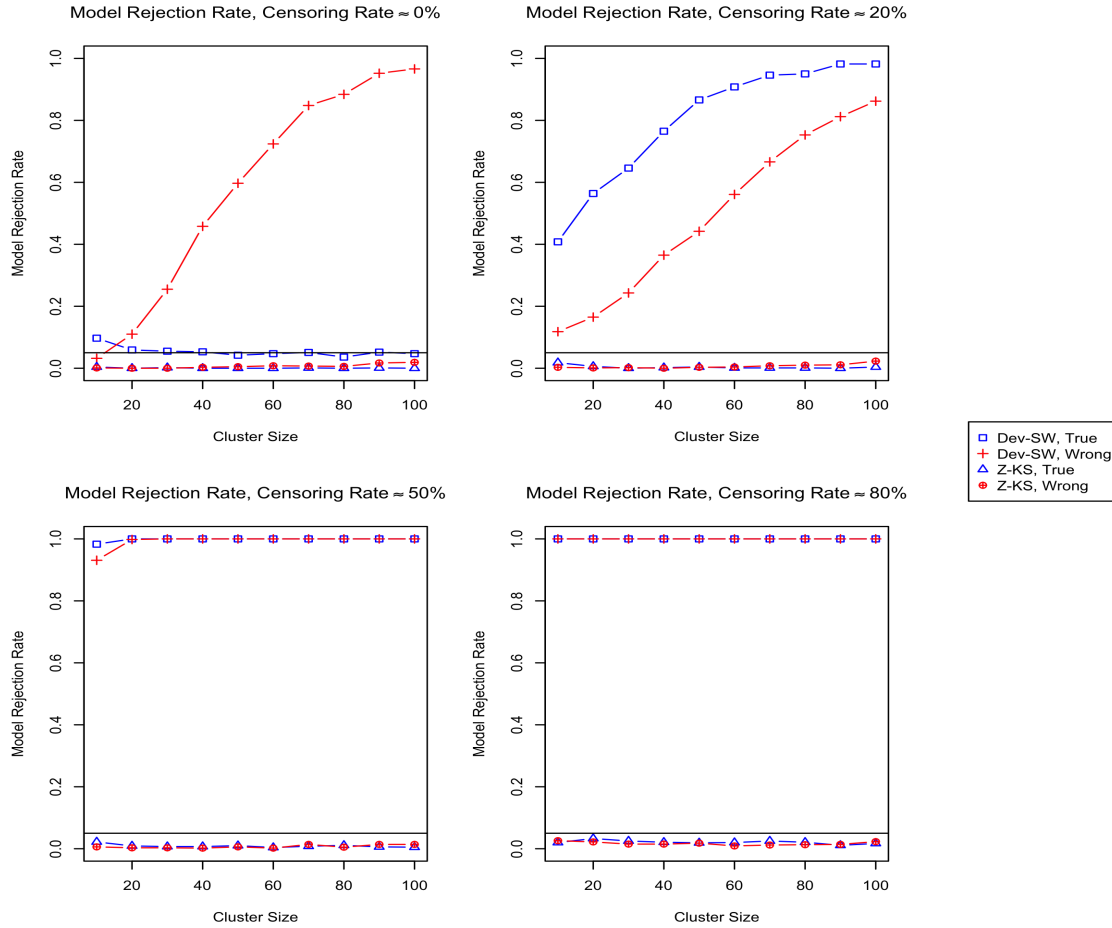 Model Rejection Rate, Censoring Rate ≈ 0%
Model Rejection Rate
0.0 0.2 0.4 0.6 0.8 1.0
20 40 60 80 100
Cluster Size
Model Rejection Rate, Censoring Rate ≈ 20%
Model Rejection Rate
0.0 0.2 0.4 0.6 0.8 1.0
20 40 60 80 100
Cluster Size
Dev-SW, True
Dev-SW, Wrong
Z-KS, True
Z-KS, Wrong
Model Rejection Rate, Censoring Rate ≈ 50%
Model Rejection Rate
0.0 0.2 0.4 0.6 0.8 1.0
20 40 60 80 100
Cluster Size
Model Rejection Rate, Censoring Rate ≈ 80%
Model Rejection Rate
0.0 0.2 0.4 0.6 0.8 1.0
20 40 60 80 100
Cluster Size